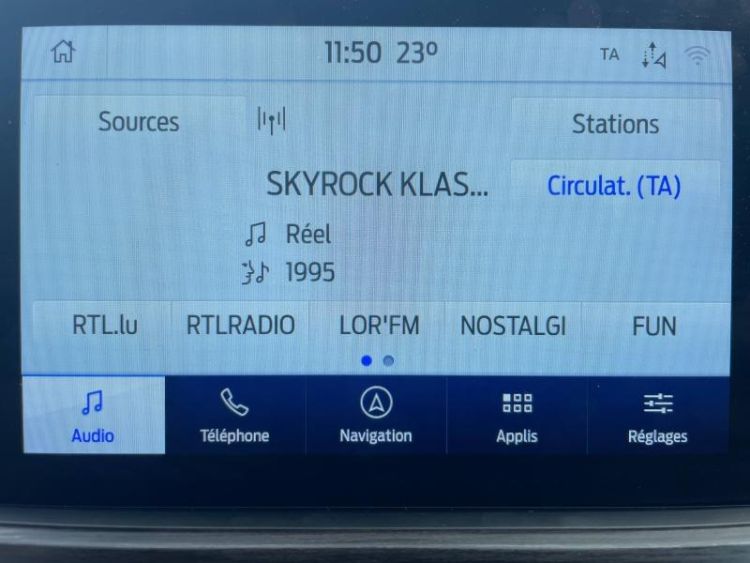 11:50 23º TA
Sources
Stations
SKYROCK KLAS...
Circulat. (TA)
Réel
1995
RTL.lu RTLRADIO LOR'FM NOSTALGI FUN
Audio Téléphone Navigation Applis Réglages